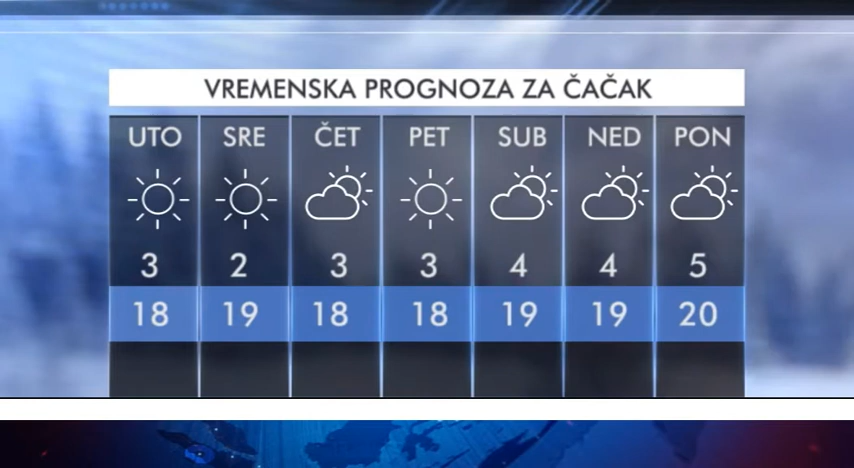 VREMENSKA PROGNOZA ZA ČAČAK
UTO SRE ČET PET SUB NED PON
3 2 3 3 4 4 5
18 19 18 18 19 19 20